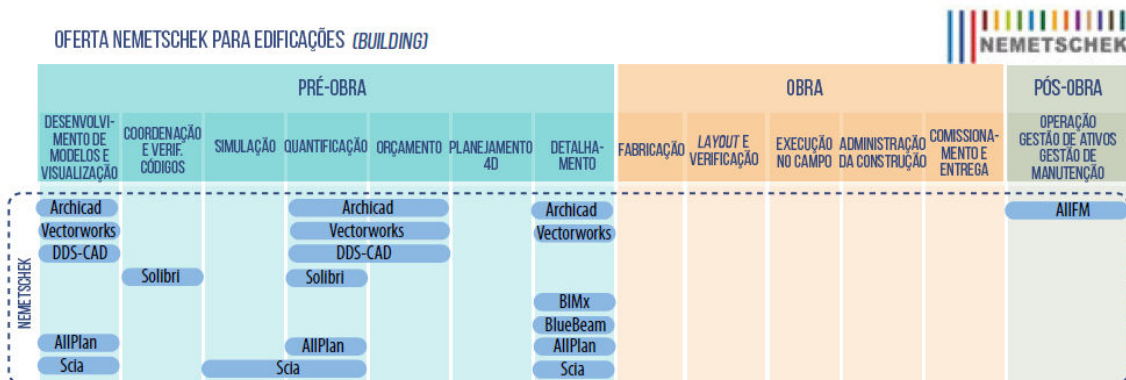 OFERTA NEMETSCHEK PARA EDIFICAÇÕES (BUILDING)
NEMETSCHEK
PRÉ-OBRA
OBRA
PÓS-OBRA
DESENVOLVI-
MENTO DE
MODELOS E
VISUALIZAÇÃO
COORDENAÇÃO
E VERIF.
CÓDIGOS
SIMULAÇÃO
QUANTIFICAÇÃO
ORÇAMENTO
PLANEJAMENTO
4D
DETALHA-
MENTO
FABRICAÇÃO
LAYOUT E
VERIFICAÇÃO
EXECUÇÃO
NO CAMPO
ADMINISTRAÇÃO
DA CONSTRUÇÃO
COMISSIONA-
MENTO E
ENTREGA
OPERAÇÃO
GESTÃO DE ATIVOS
GESTÃO DE
MANUTENÇÃO
NEMETSCHEK
Archicad Archicad Archicad AllFM
Vectorworks Vectorworks Vectorworks
DDS-CAD DDS-CAD
Solibri Solibri
BIMx
BlueBeam
AllPlan AllPlan AllPlan
Scia Scia Scia